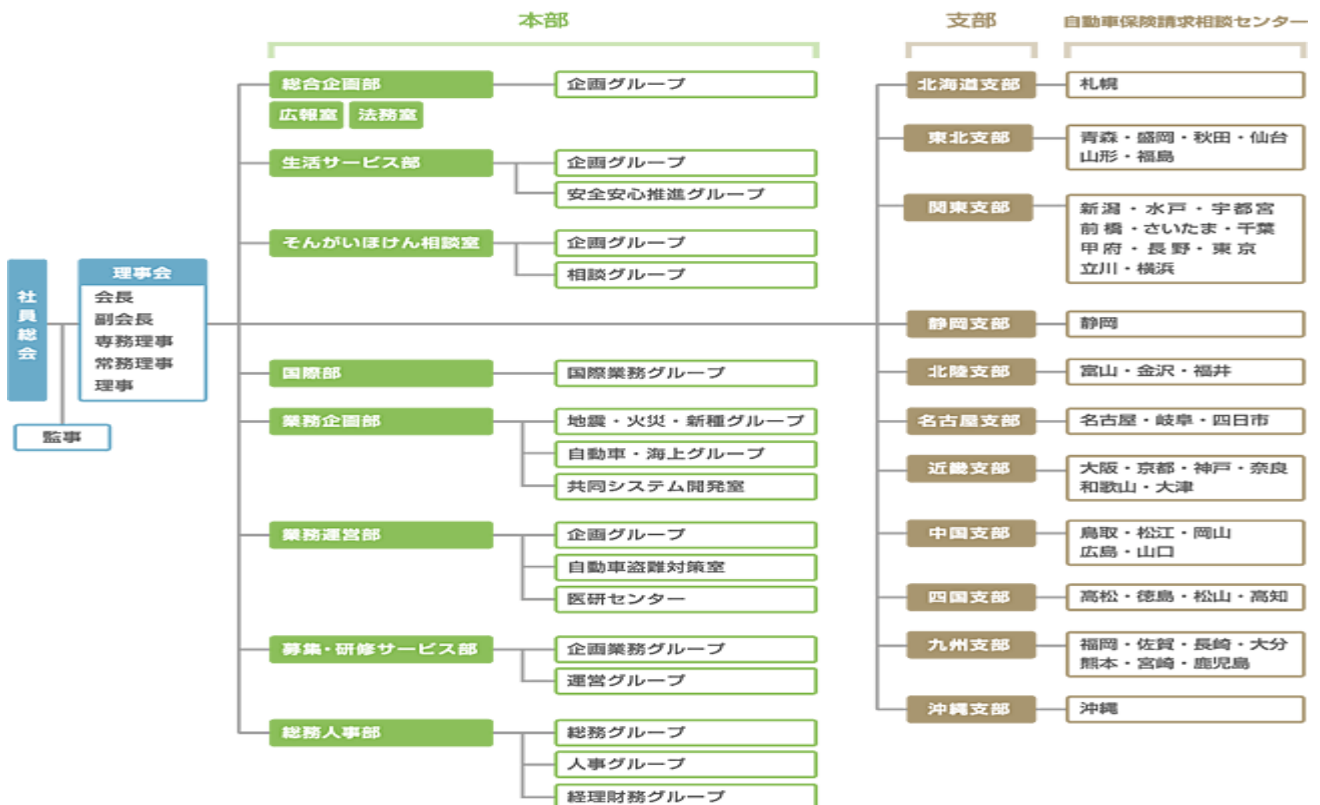 本部
支部
自動車保険請求相談センター
社員総会
理事会
会長
副会長
専務理事
常務理事
理事
監事
総合企画部
企画グループ
広報室
法務室
生活サービス部
企画グループ
安全安心推進グループ
そんがいほけん相談室
企画グループ
相談グループ
国際部
国際業務グループ
業務企画部
地震・火災・新種グループ
自動車・海上グループ
共同システム開発室
業務運営部
企画グループ
自動車盗難対策室
医研センター
募集・研修サービス部
企画業務グループ
運営グループ
総務人事部
総務グループ
人事グループ
経理財務グループ
北海道支部
札幌
東北支部
青森・盛岡・秋田・仙台
山形・福島
関東支部
新潟・水戸・宇都宮
前橋・さいたま・千葉
甲府・長野・東京
立川・横浜
静岡支部
静岡
北陸支部
富山・金沢・福井
名古屋支部
名古屋・岐阜・四日市
近畿支部
大阪・京都・神戸・奈良
和歌山・大津
中国支部
鳥取・松江・岡山
広島・山口
四国支部
高松・徳島・松山・高知
九州支部
福岡・佐賀・長崎・大分
熊本・宮崎・鹿児島
沖縄支部
沖縄